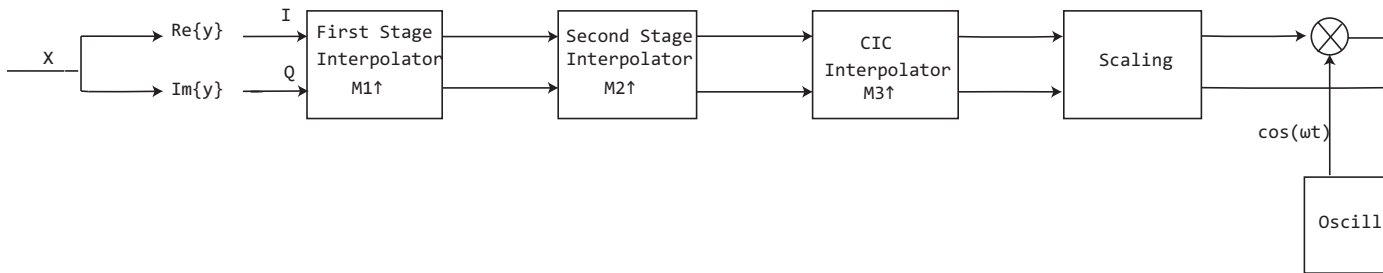 X
Re{y}
Im{y}
I
Q
First Stage
Interpolator
M1↑
Second Stage
Interpolator
M2↑
CIC
Interpolator
M3↑
Scaling
cos(ωt)
Oscill